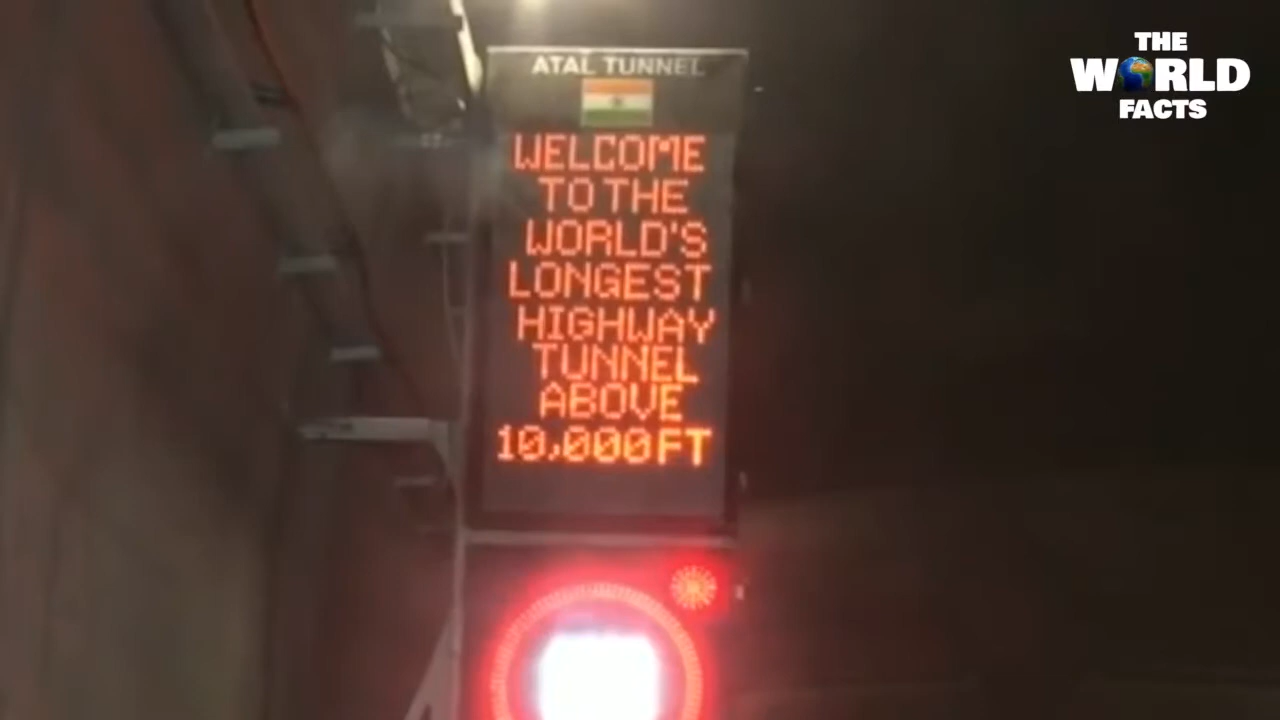 THE
WORLD
FACTS
ATAL TUNNEL
WELCOME
TO THE
WORLD'S
LONGEST
HIGHWAY
TUNNEL
ABOVE
10,000FT